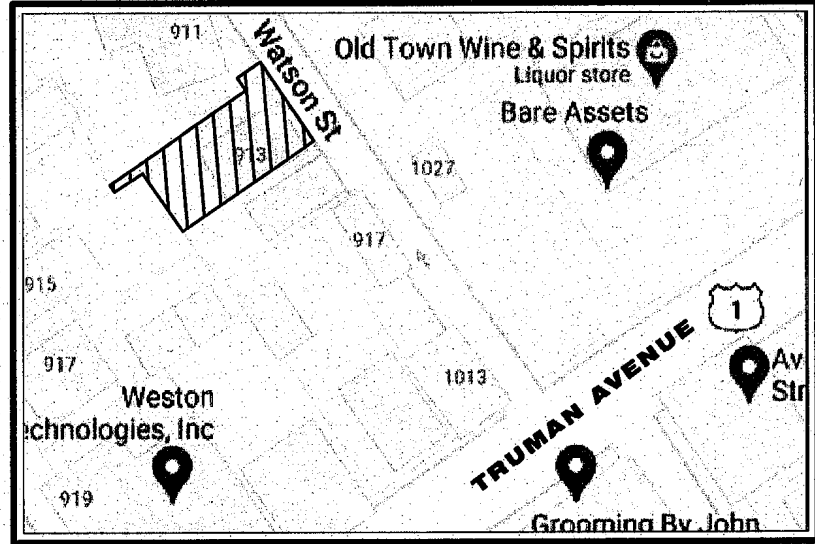 911
Watson St
Old Town Wine & Spirits
Liquor store
Bare Assets
913
1027
917
915
1
917
1013
TRUMAN AVENUE
Av
Str
Weston
echnologies, Inc
919
Grooming By John